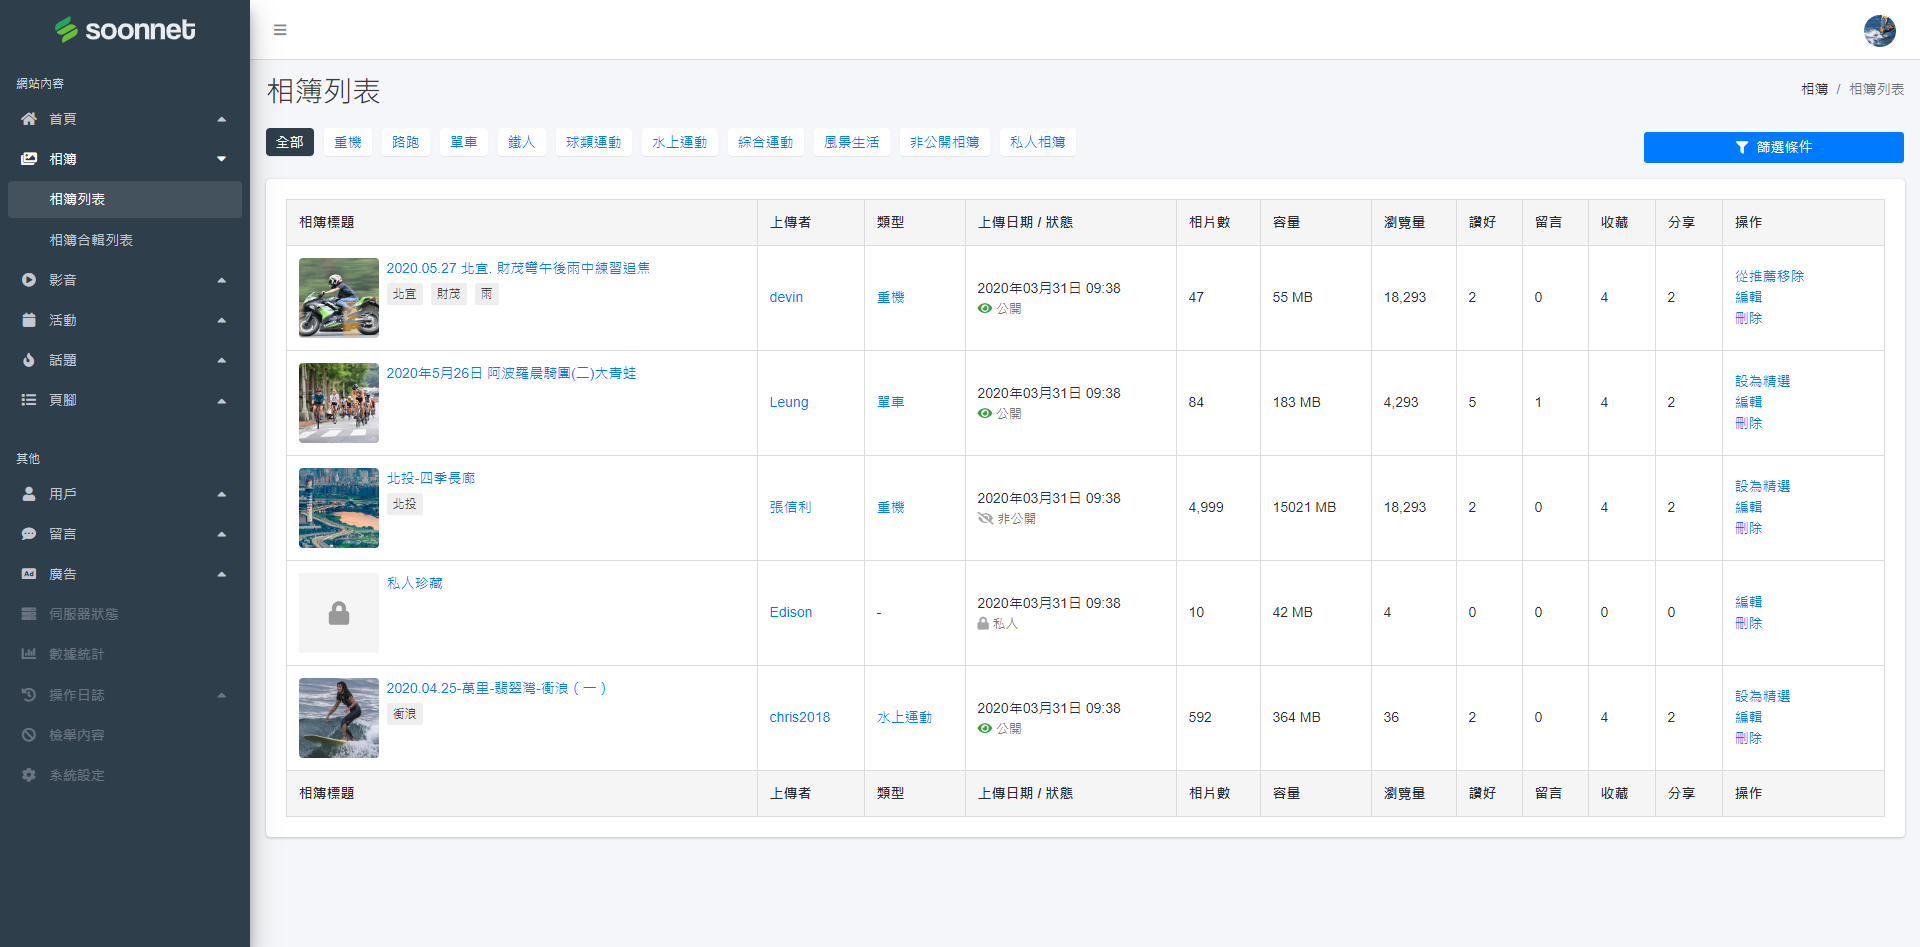 soonnet
網站內容
首頁
相簿
相簿列表
相簿合輯列表
影音
活動
話題
頁腳
其他
用戶
留言
Ad 廣告
伺服器狀態
數據統計
操作日誌
檢舉內容
系統設定
相簿列表
相簿 / 相簿列表
全部 重機 路跑 單車 鐵人 球類運動 水上運動 綜合運動 風景生活 非公開相簿 私人相簿
篩選條件
相簿標題 上傳者 類型 上傳日期 / 狀態 相片數 容量 瀏覽量 讚好 留言 收藏 分享 操作
2020.05.27 北宜. 財茂彎午後雨中練習追焦
北宜 財茂 雨
devin 重機 2020年03月31日 09:38 47 55 MB 18,293 2 0 4 2
公開
從推薦移除
編輯
刪除
2020年5月26日 阿波羅晨騎團(二)大青蛙
Leung 單車 2020年03月31日 09:38 84 183 MB 4,293 5 1 4 2
公開
設為精選
編輯
刪除
北投-四季長廊
北投
張信利 重機 2020年03月31日 09:38 4,999 15021 MB 18,293 2 0 4 2
非公開
設為精選
編輯
刪除
私人珍藏
Edison - 2020年03月31日 09:38 10 42 MB 4 0 0 0 0
私人
編輯
刪除
2020.04.25-萬里-翡翠灣-衝浪（一）
衝浪
chris2018 水上運動 2020年03月31日 09:38 592 364 MB 36 2 0 4 2
公開
設為精選
編輯
刪除
相簿標題 上傳者 類型 上傳日期 / 狀態 相片數 容量 瀏覽量 讚好 留言 收藏 分享 操作